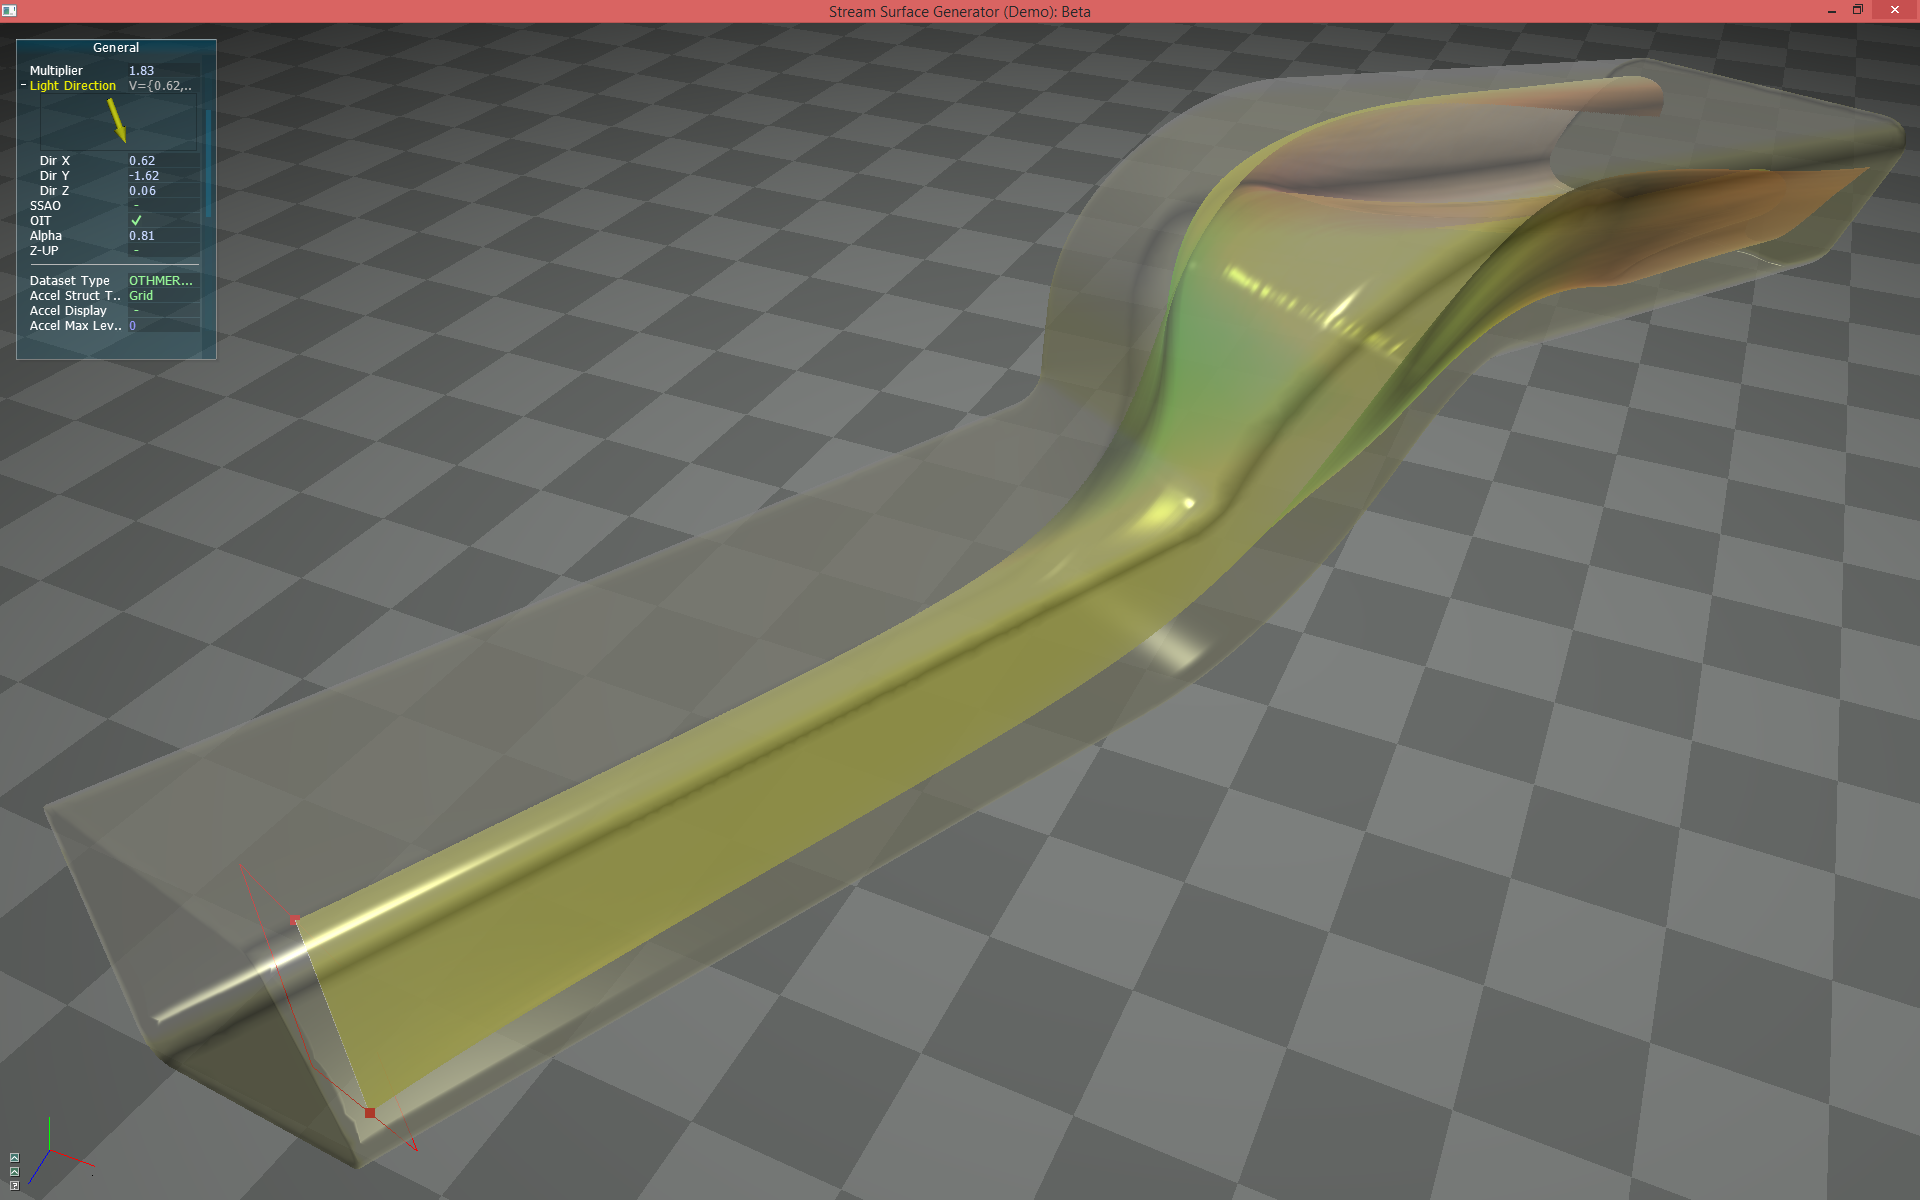 Stream Surface Generator (Demo): Beta
General
Multiplier 1.83
Light Direction V={0.62,..
Dir X 0.62
Dir Y -1.62
Dir Z 0.06
SSAO -
OIT ✓
Alpha 0.81
Z-UP -
Dataset Type OTHMER...
Accel Struct T.. Grid
Accel Display -
Accel Max Lev.. 0
?